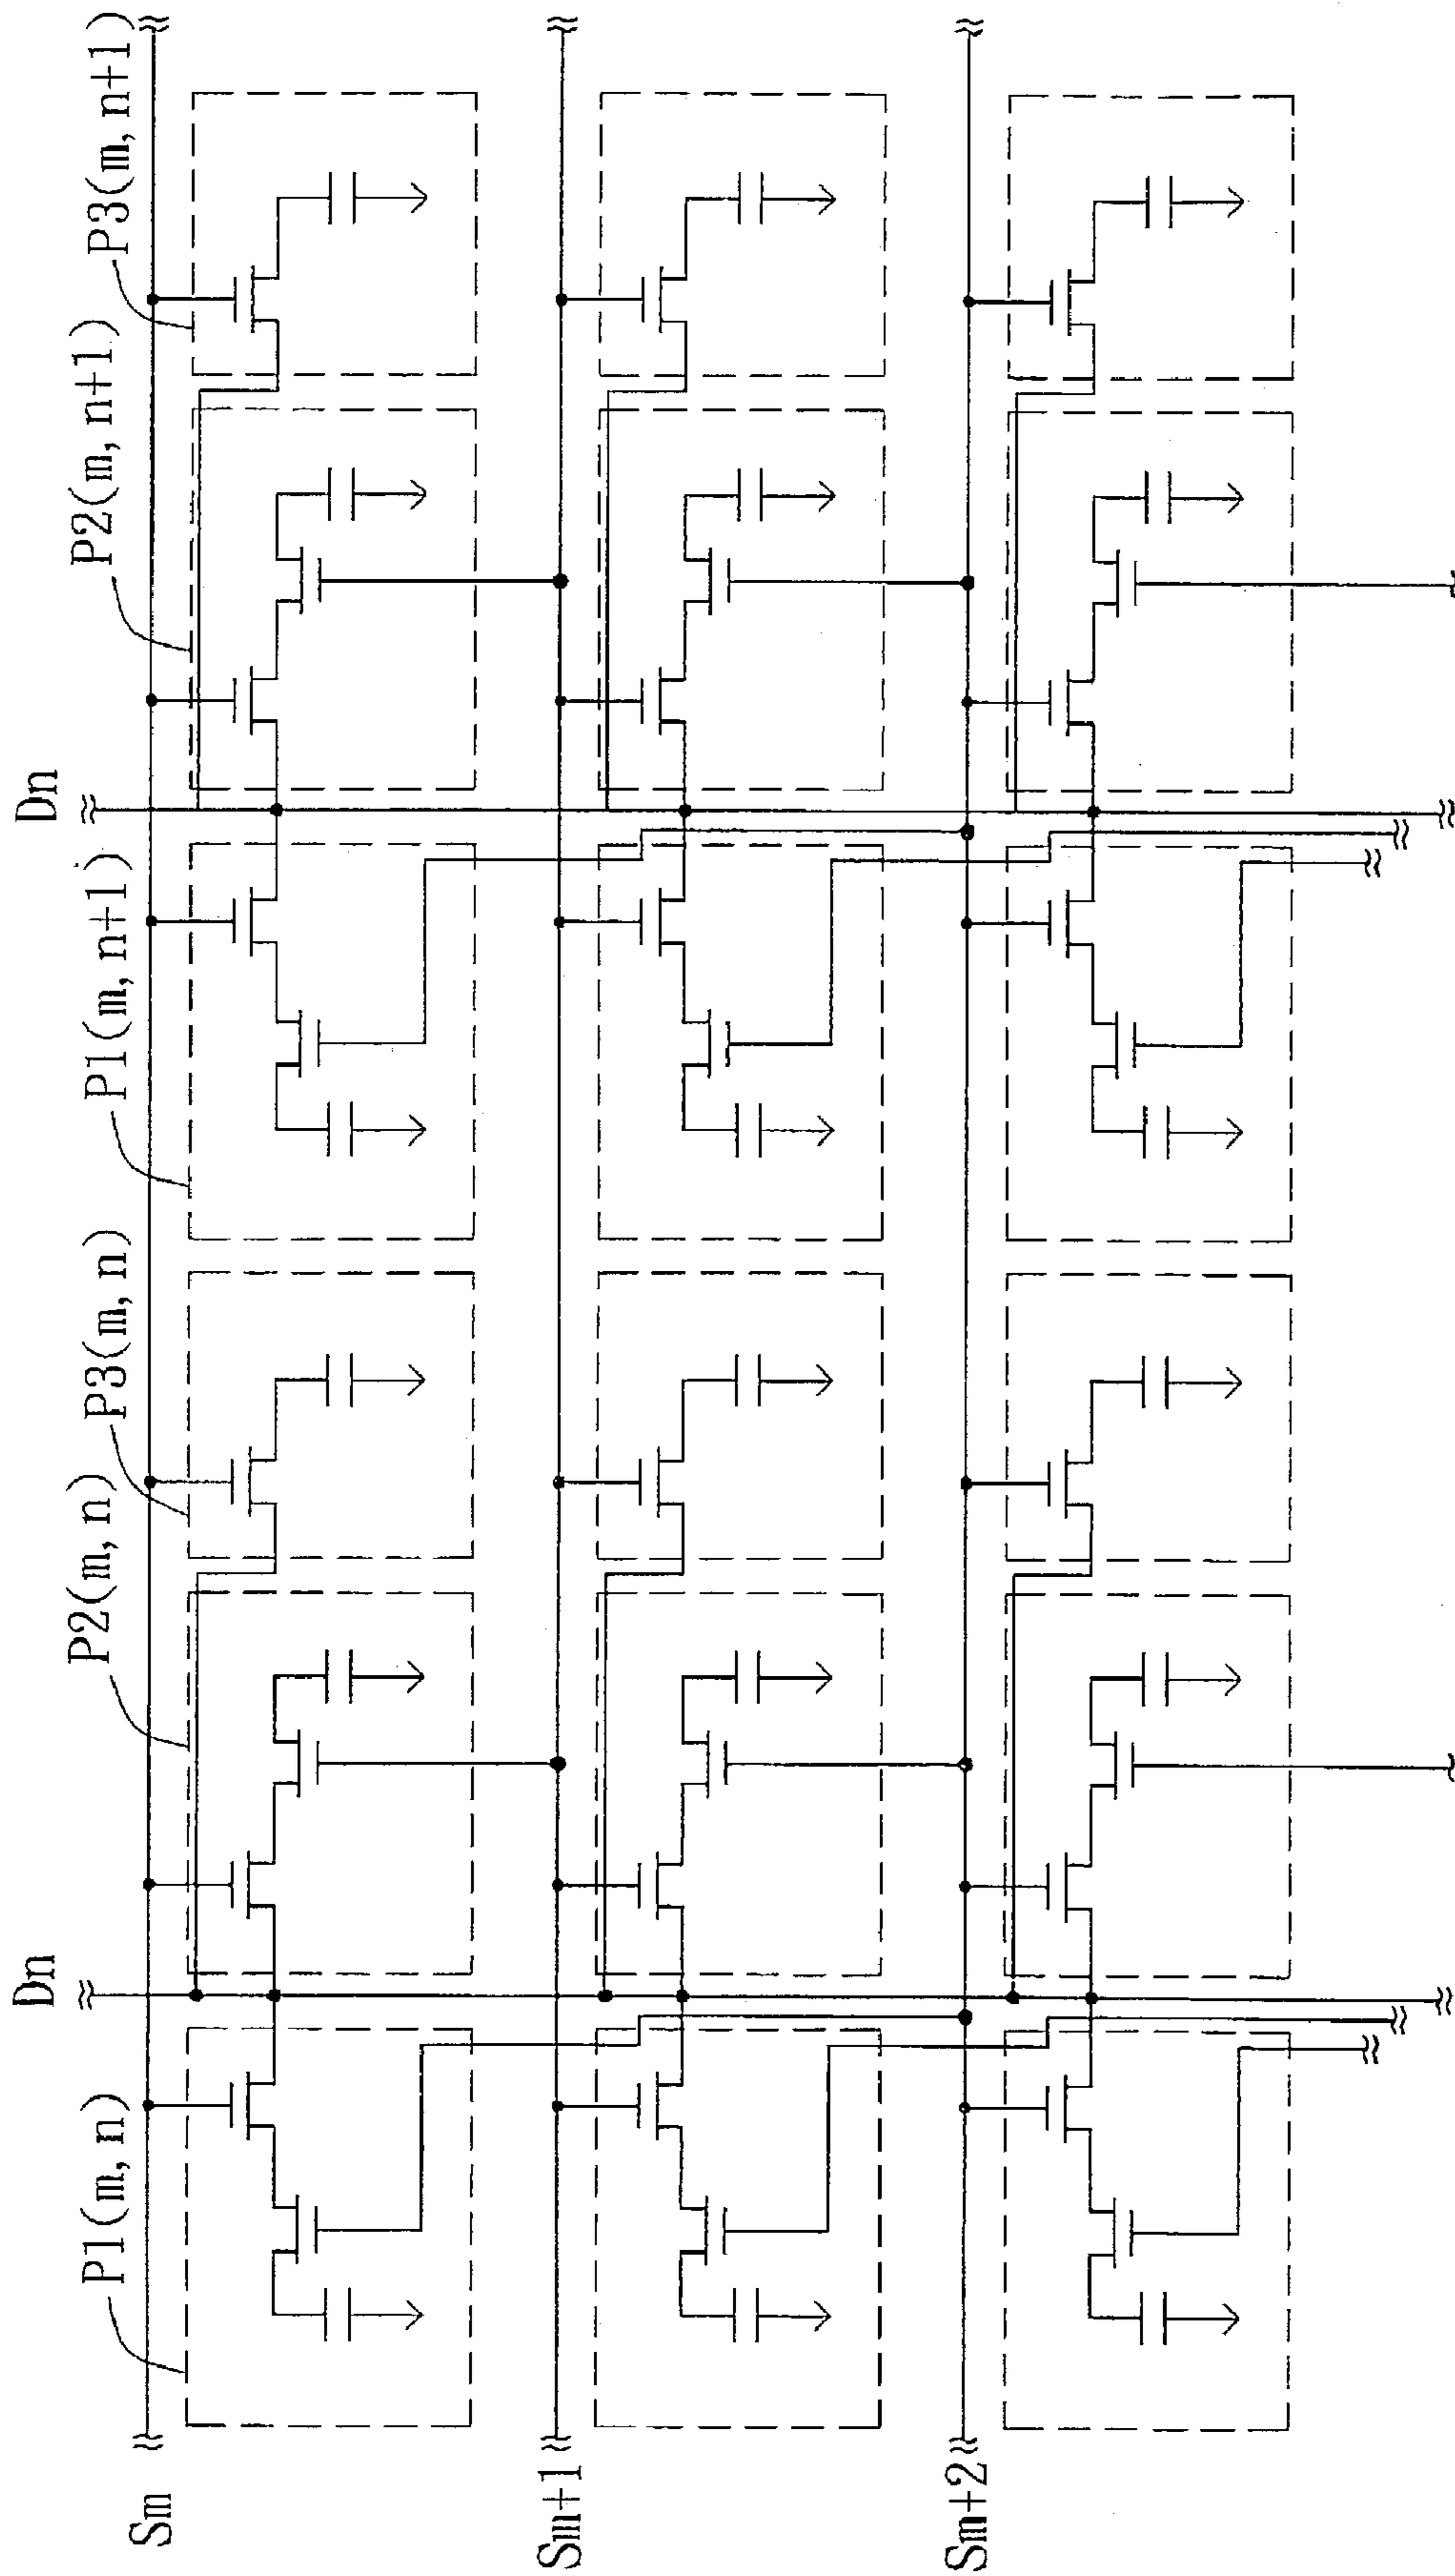 P1(m, n)
P2(m, n)
P3(m, n)
P1(m, n+1)
P2(m, n+1)
P3(m, n+1)
Dn
Dn
Sm
Sm+1
Sm+2